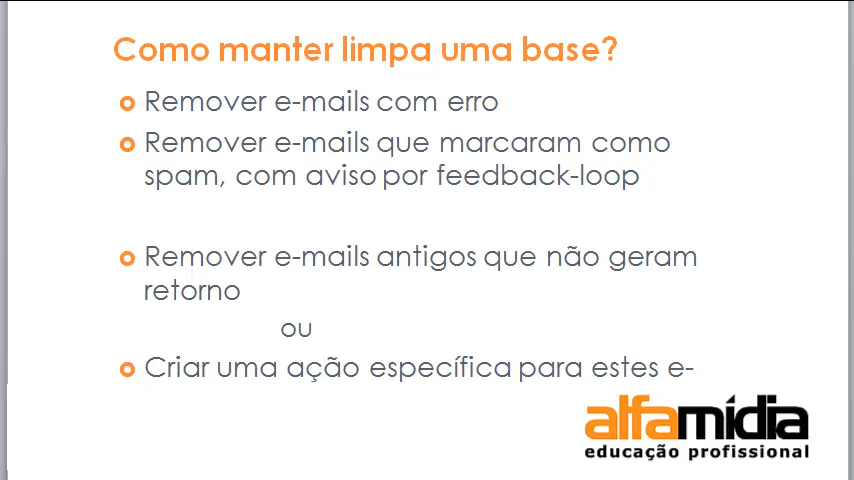 Como manter limpa uma base?
Remover e-mails com erro
Remover e-mails que marcaram como
spam, com aviso por feedback-loop
Remover e-mails antigos que não geram
retorno
ou
Criar uma ação específica para estes e-
alfamídia
educação profissional